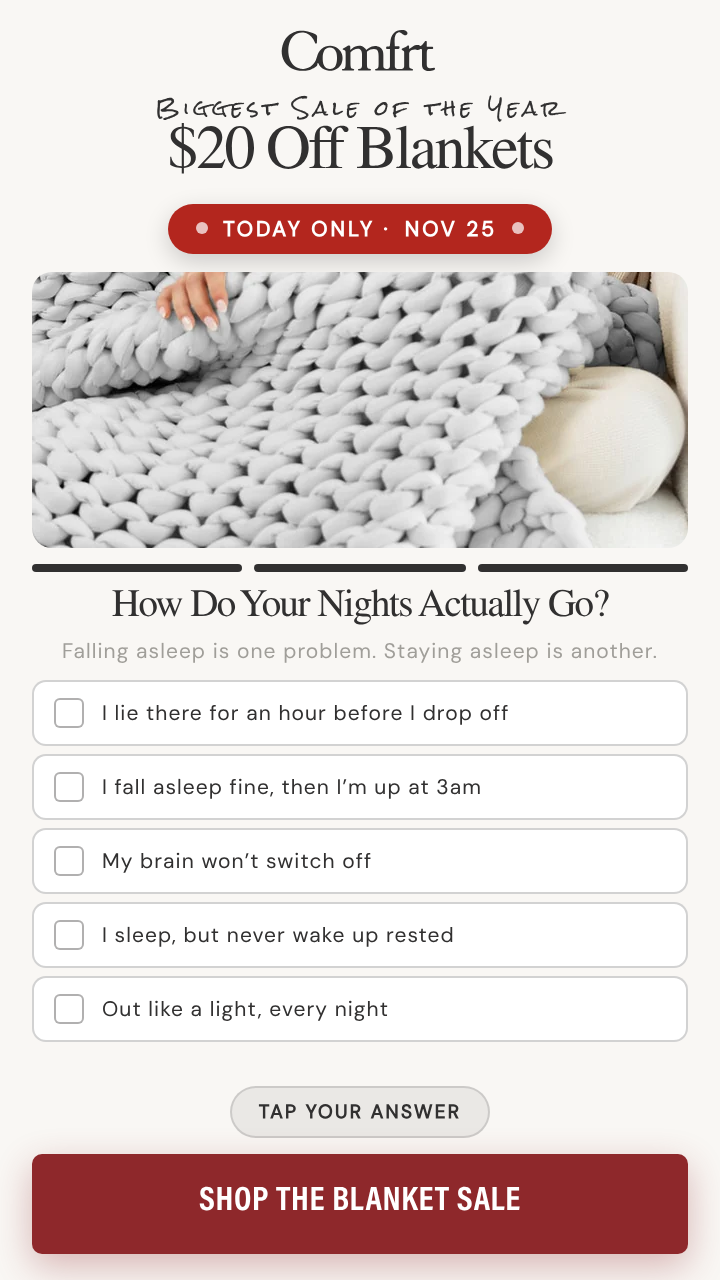 Comfrt
Biggest Sale of the Year
$20 Off Blankets
TODAY ONLY · NOV 25
How Do Your Nights Actually Go?
Falling asleep is one problem. Staying asleep is another.
I lie there for an hour before I drop off
I fall asleep fine, then I’m up at 3am
My brain won’t switch off
I sleep, but never wake up rested
Out like a light, every night
TAP YOUR ANSWER
SHOP THE BLANKET SALE